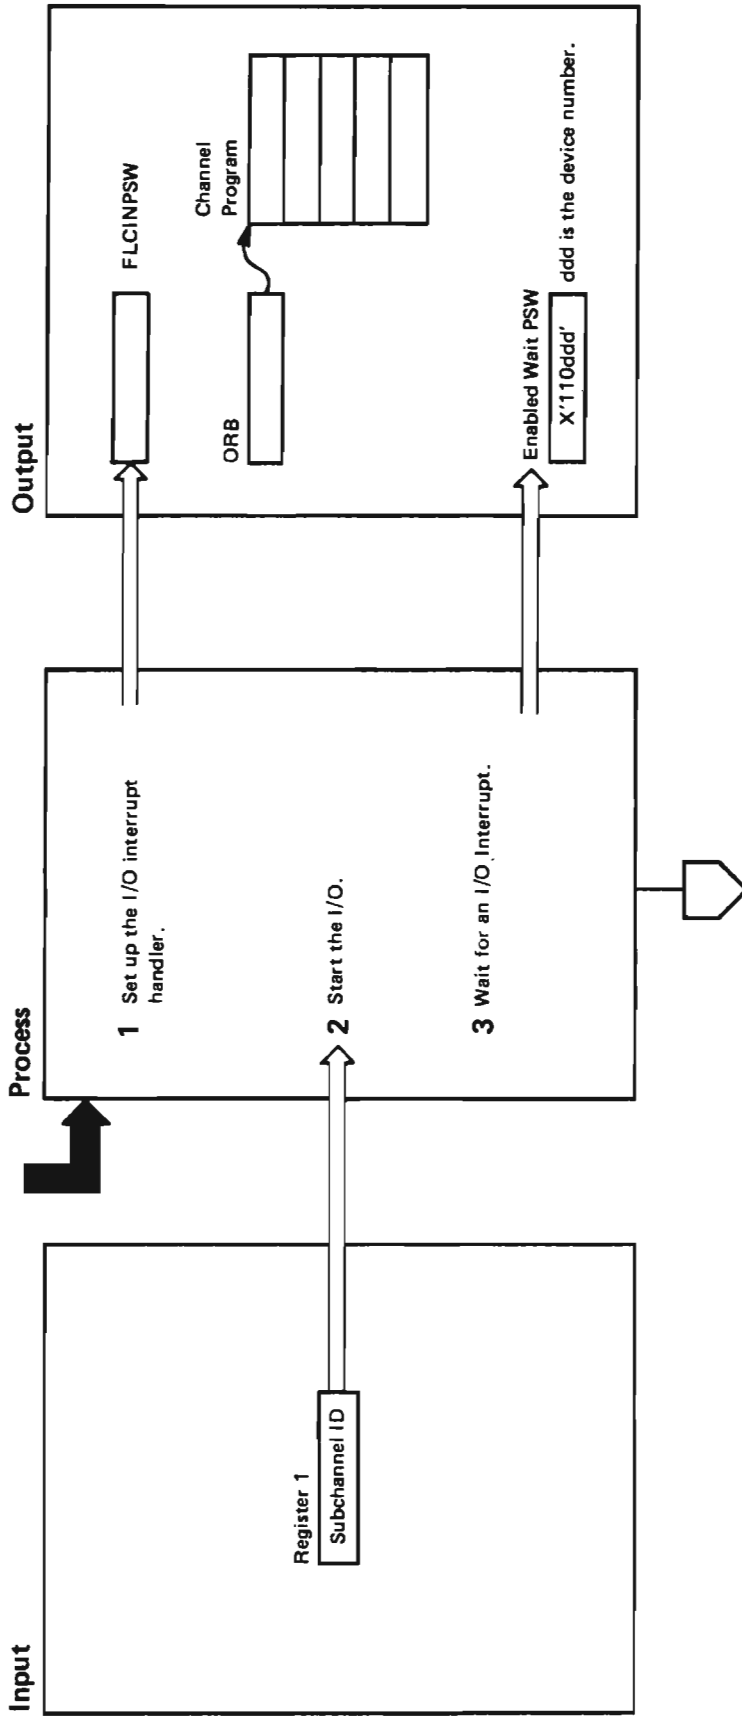 Input
Register 1
Subchannel ID
Process
1 Set up the I/O interrupt
handler.
2 Start the I/O.
3 Wait for an I/O Interrupt.
Output
FLCINPSW
ORB
Channel
Program
Enabled Wait PSW
X'110ddd'
ddd is the device number.